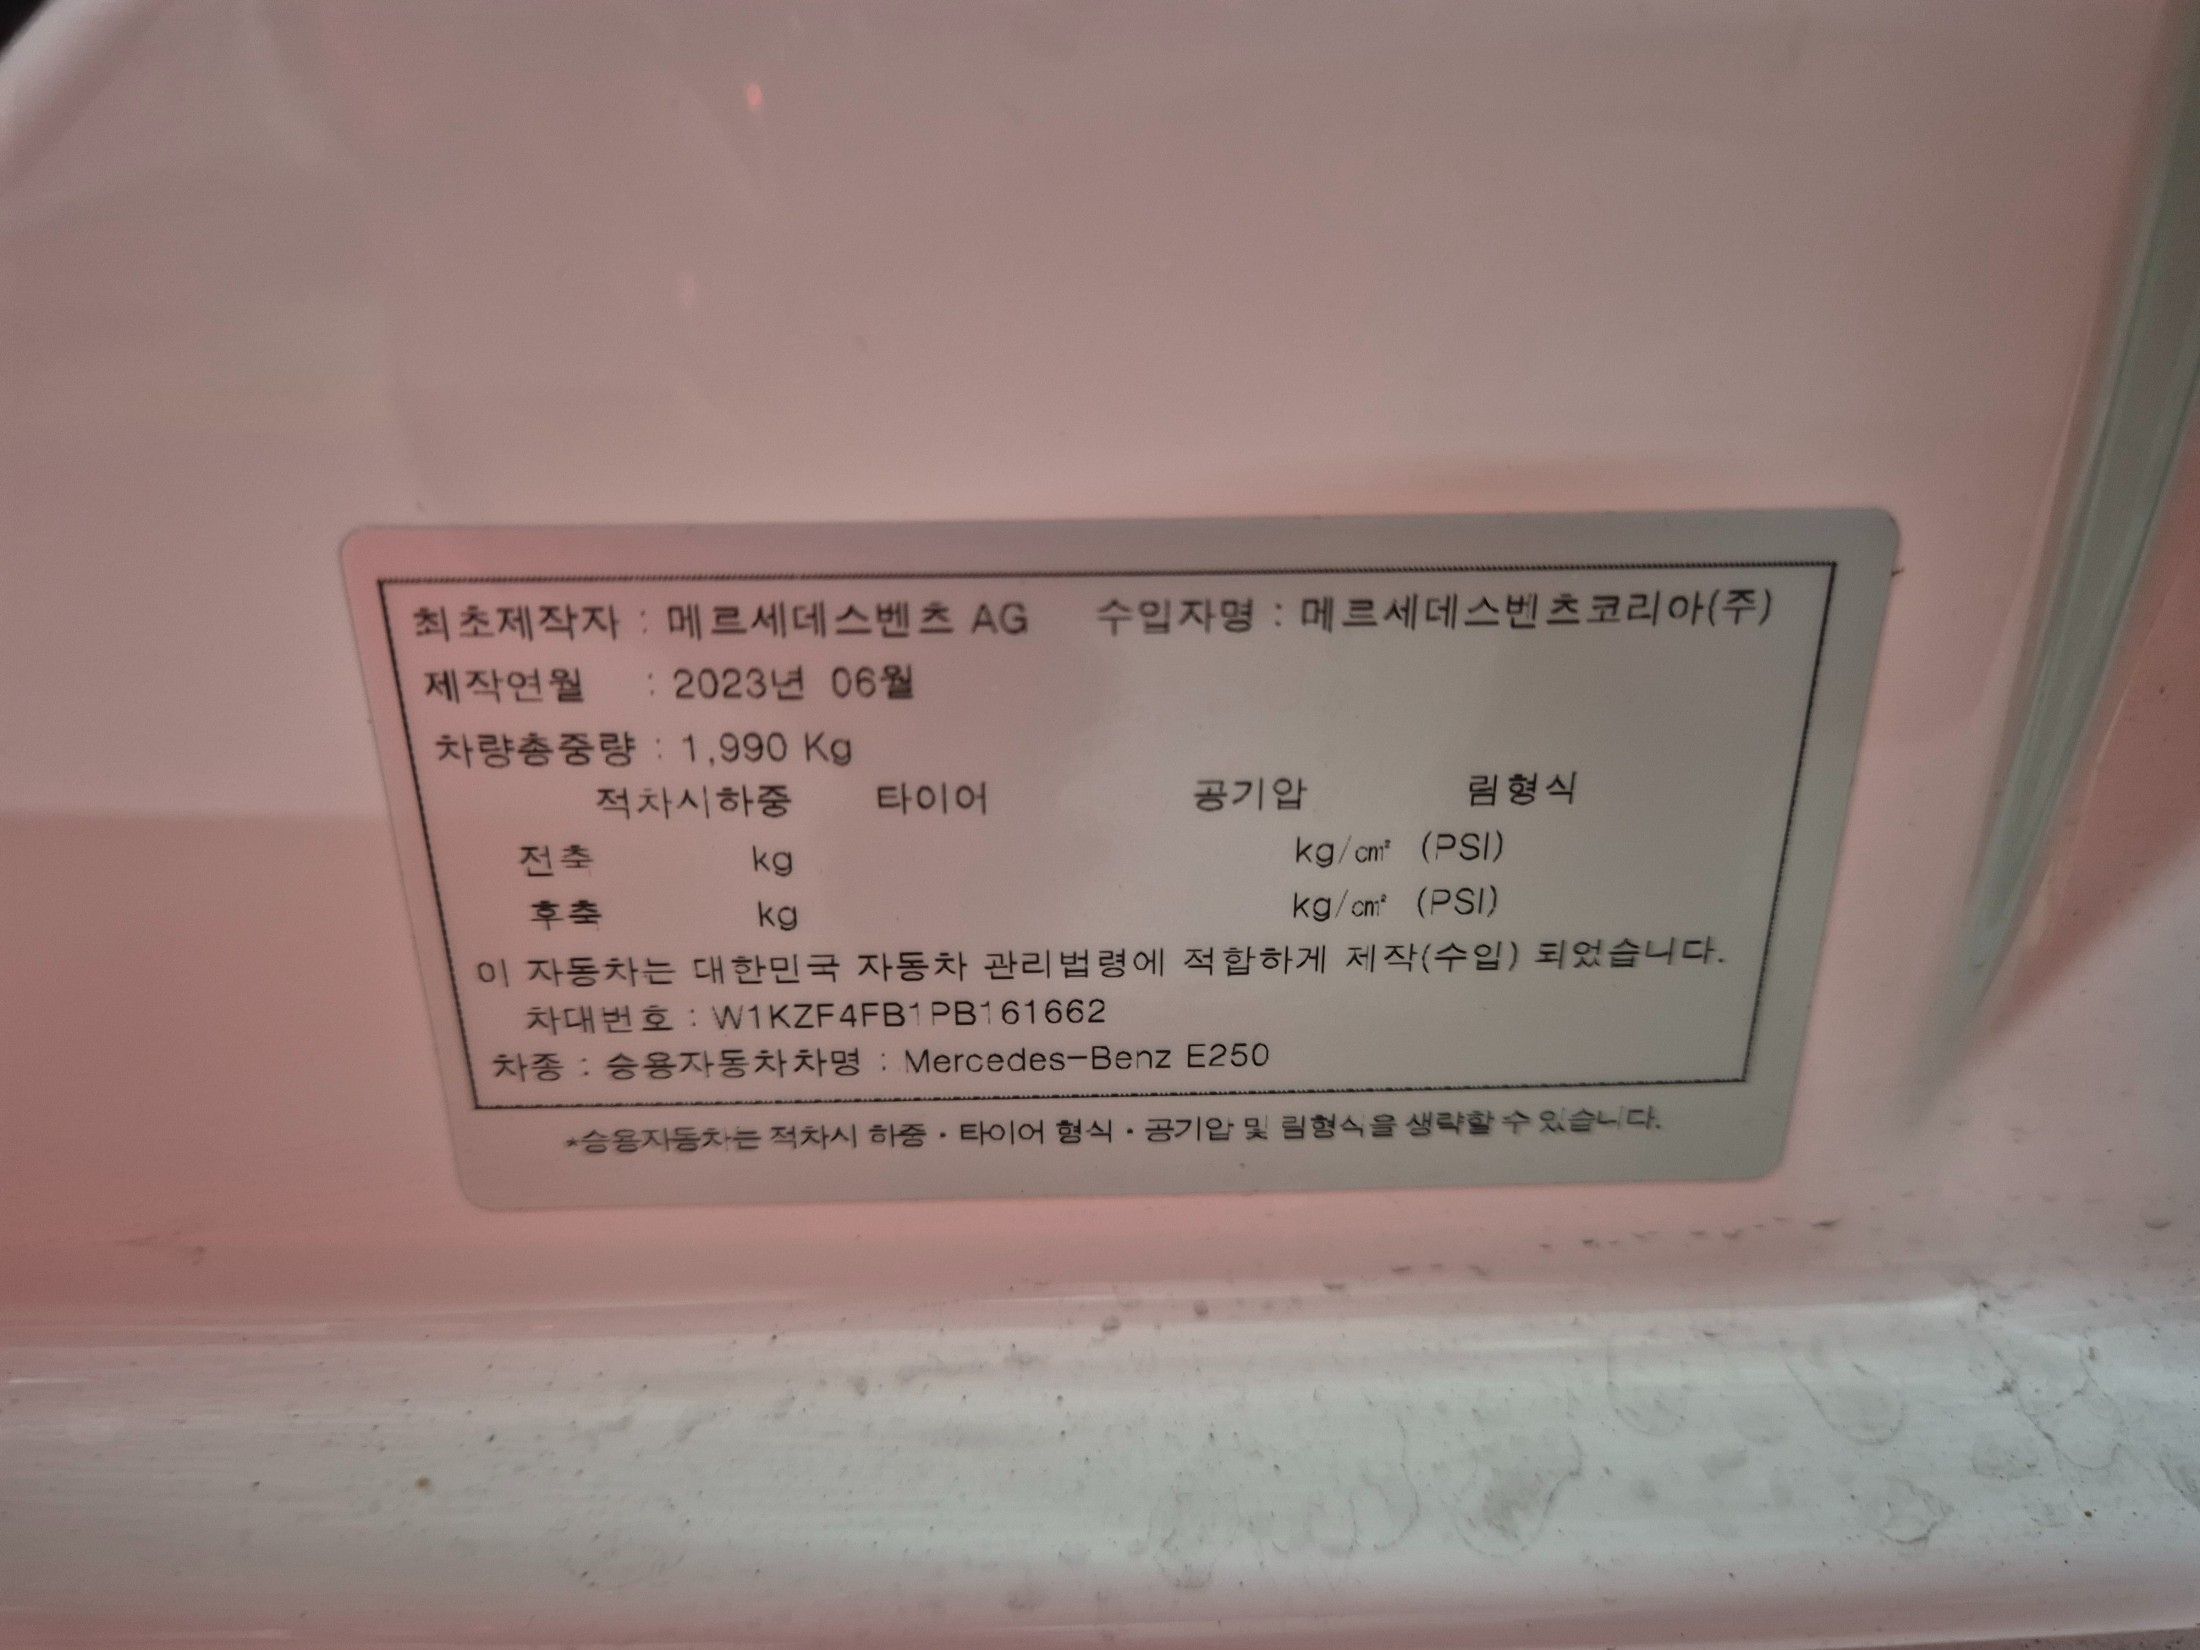 최초제작자 : 메르세데스벤츠 AG 수입자명 : 메르세데스벤츠코리아(주)
제작연월 : 2023년 06월
차량총중량 : 1,990 Kg
적차시하중 타이어 공기압 림형식
전축 kg kg/㎠ (PSI)
후축 kg kg/㎠ (PSI)
이 자동차는 대한민국 자동차 관리법령에 적합하게 제작(수입) 되었습니다.
차대번호 : W1KZF4FB1PB161662
차종 : 승용자동차차명 : Mercedes-Benz E250
*승용자동차는 적차시 하중·타이어 형식·공기압 및 림형식을 생략할 수 있습니다.